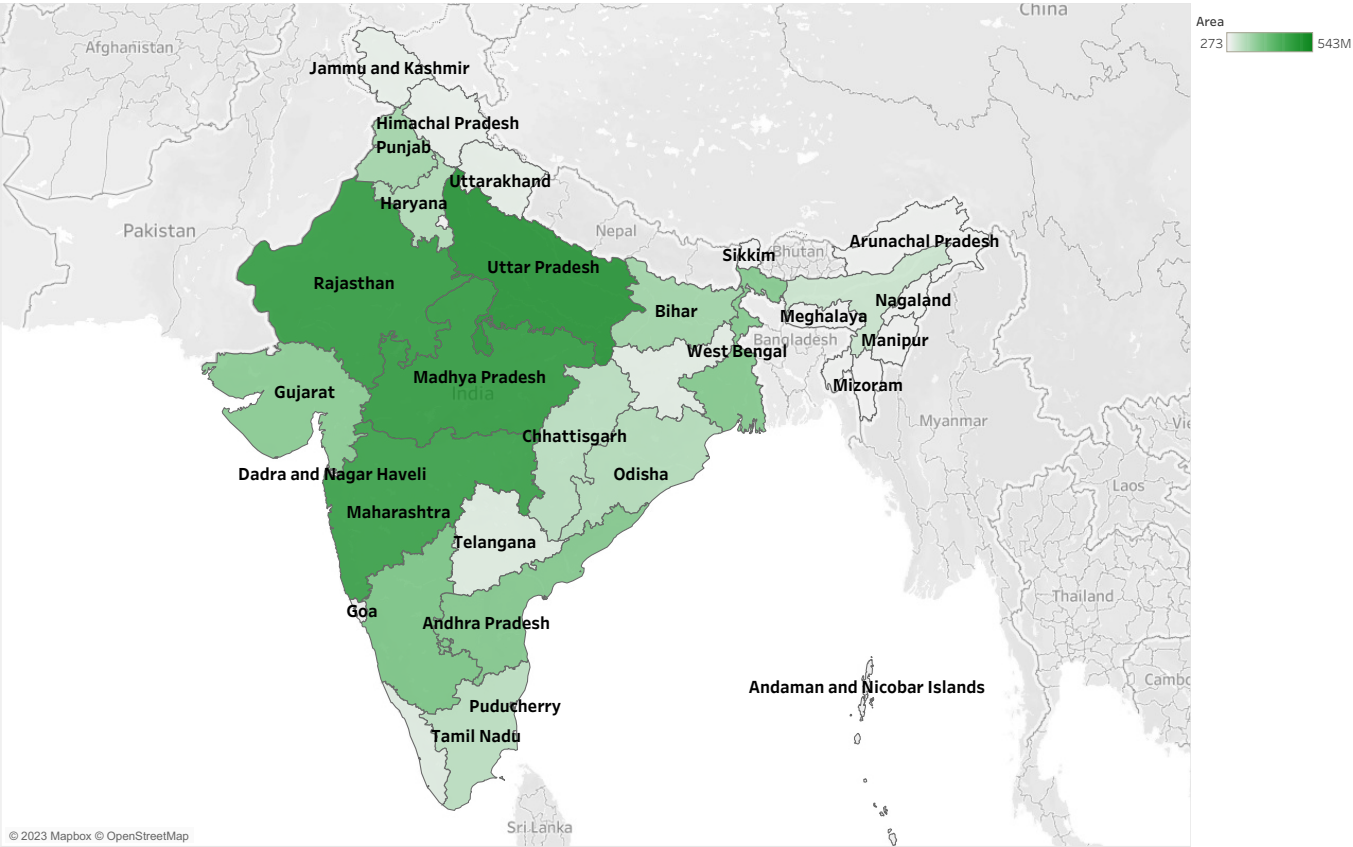 China
Area
273
543M
Afghanistan
Jammu and Kashmir
Himachal Pradesh
Punjab
Uttarakhand
Haryana
Pakistan
Nepal
Sikkim
Bhutan
Arunachal Pradesh
Rajasthan
Uttar Pradesh
Bihar
Nagaland
Meghalaya
Bangladesh
Manipur
West Bengal
Madhya Pradesh
India
Mizoram
Gujarat
Myanmar
Vie
Chhattisgarh
Dadra and Nagar Haveli
Odisha
Laos
Maharashtra
Telangana
Thailand
Goa
Andhra Pradesh
Andaman and Nicobar Islands
Cambo
Puducherry
Tamil Nadu
Sri Lanka
© 2023 Mapbox © OpenStreetMap